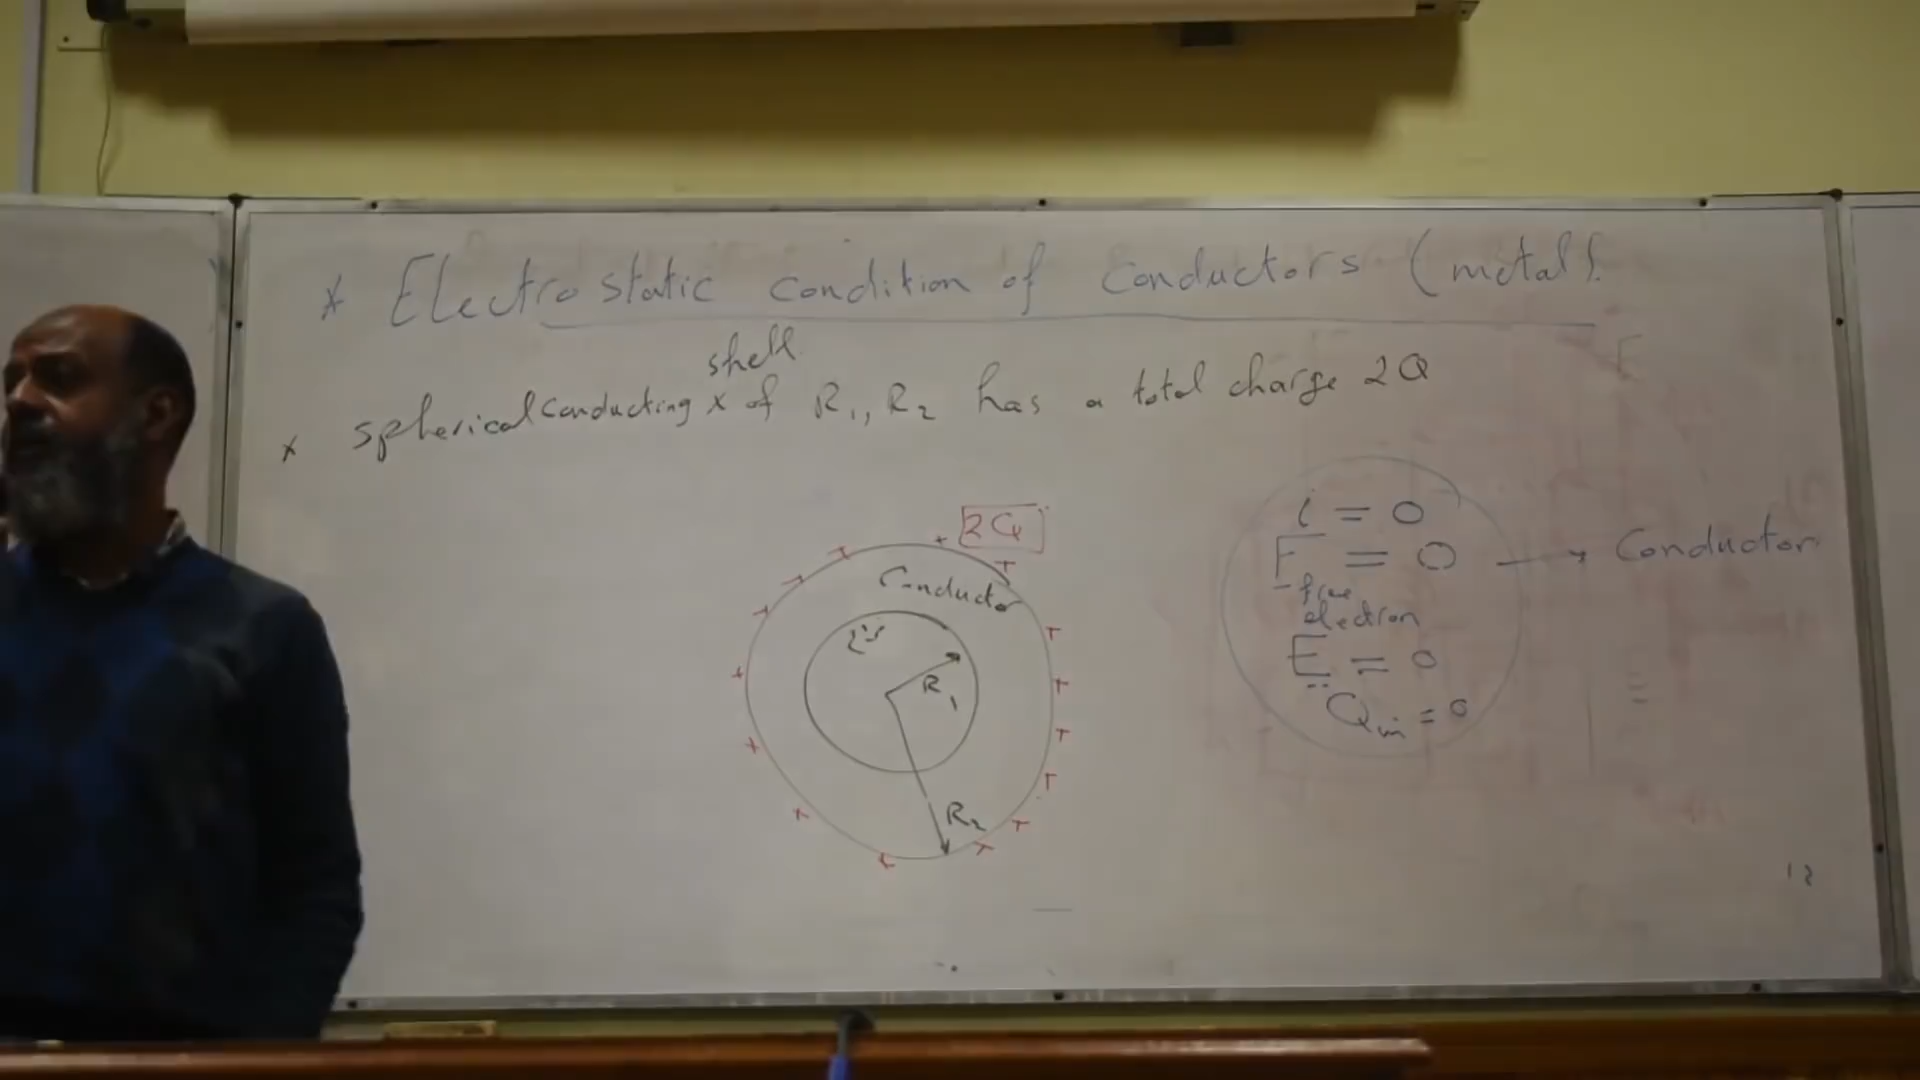 * Electrostatic condition of conductors (metal).
shell
* spherical conducting x of R1, R2 has a total charge 2Q
2Q
Conductor
R1
R2
i = 0
F = 0 → Conductor
free
electron
E = 0
Qin = 0